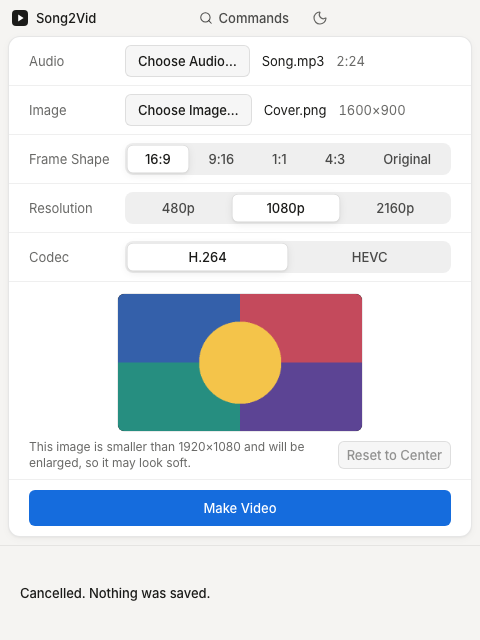 Song2Vid
Commands
Audio
Choose Audio...
Song.mp3
2:24
Image
Choose Image...
Cover.png
1600×900
Frame Shape
16:9
9:16
1:1
4:3
Original
Resolution
480p
1080p
2160p
Codec
H.264
HEVC
This image is smaller than 1920×1080 and will be
enlarged, so it may look soft.
Reset to Center
Make Video
Cancelled. Nothing was saved.